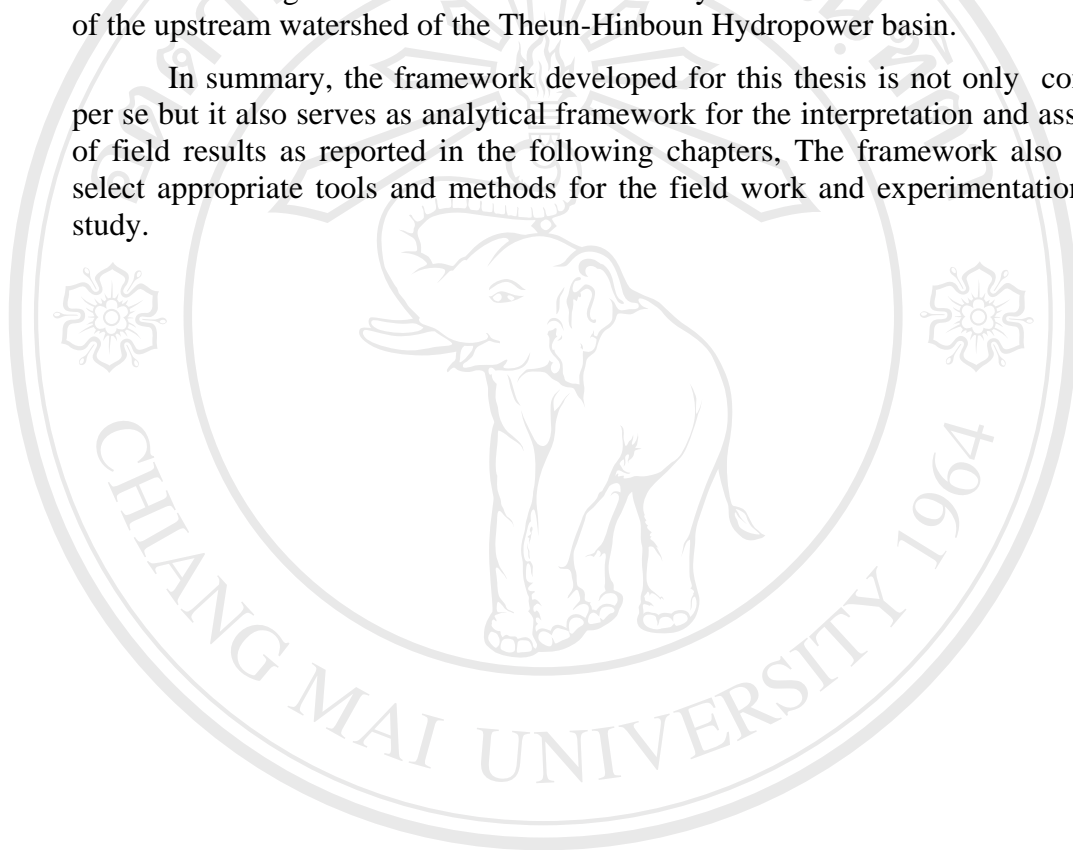 of the upstream watershed of the Theun-Hinboun Hydropower basin.
In summary, the framework developed for this thesis is not only
per se but it also serves as analytical framework for the interpretation and
of field results as reported in the following chapters, The framework also
select appropriate tools and methods for the field work and experimentation
study.
CHIANG MAI UNIVERSITY 1964